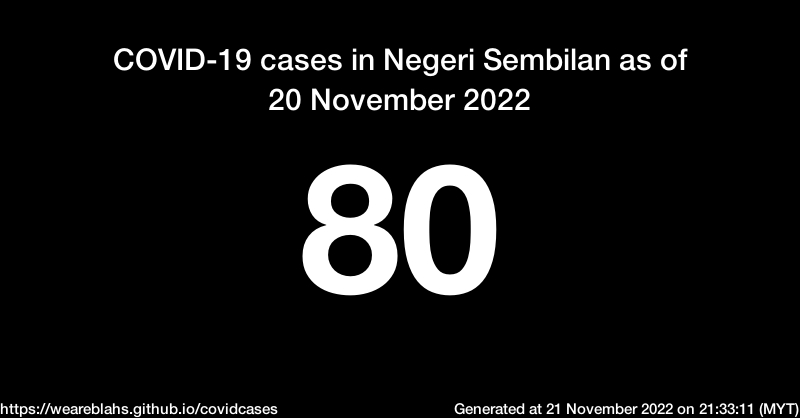 COVID-19 cases in Negeri Sembilan as of
20 November 2022
80
https://weareblahs.github.io/covidcases
Generated at 21 November 2022 on 21:33:11 (MYT)